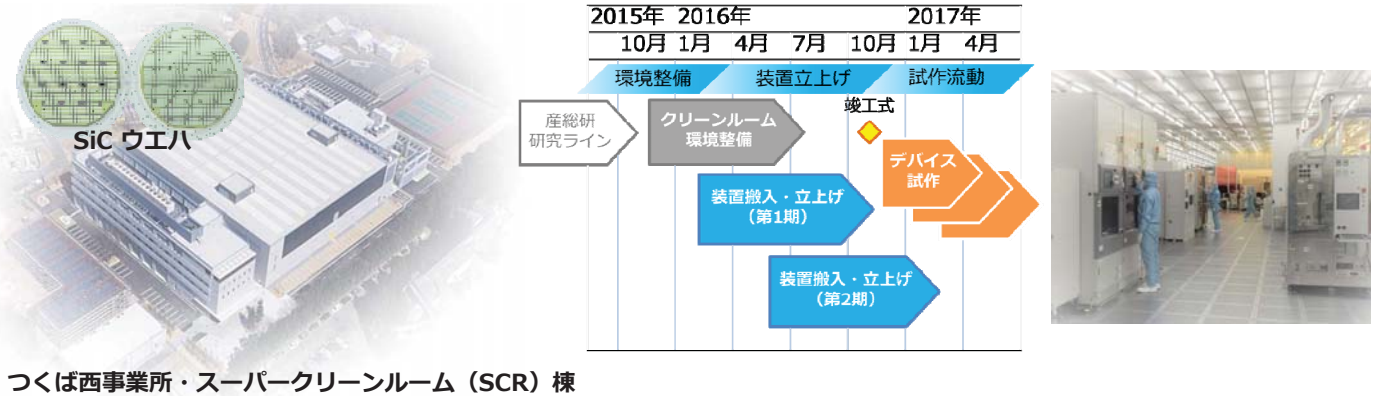 SiC ウエハ
つくば西事業所・スーパークリーンルーム（SCR）棟
2015年 2016年 2017年
10月 1月 4月 7月 10月 1月 4月
環境整備 装置立上げ 試作流動
竣工式
産総研
研究ライン
クリーンルーム
環境整備
デバイス
試作
装置搬入・立上げ
（第1期）
装置搬入・立上げ
（第2期）